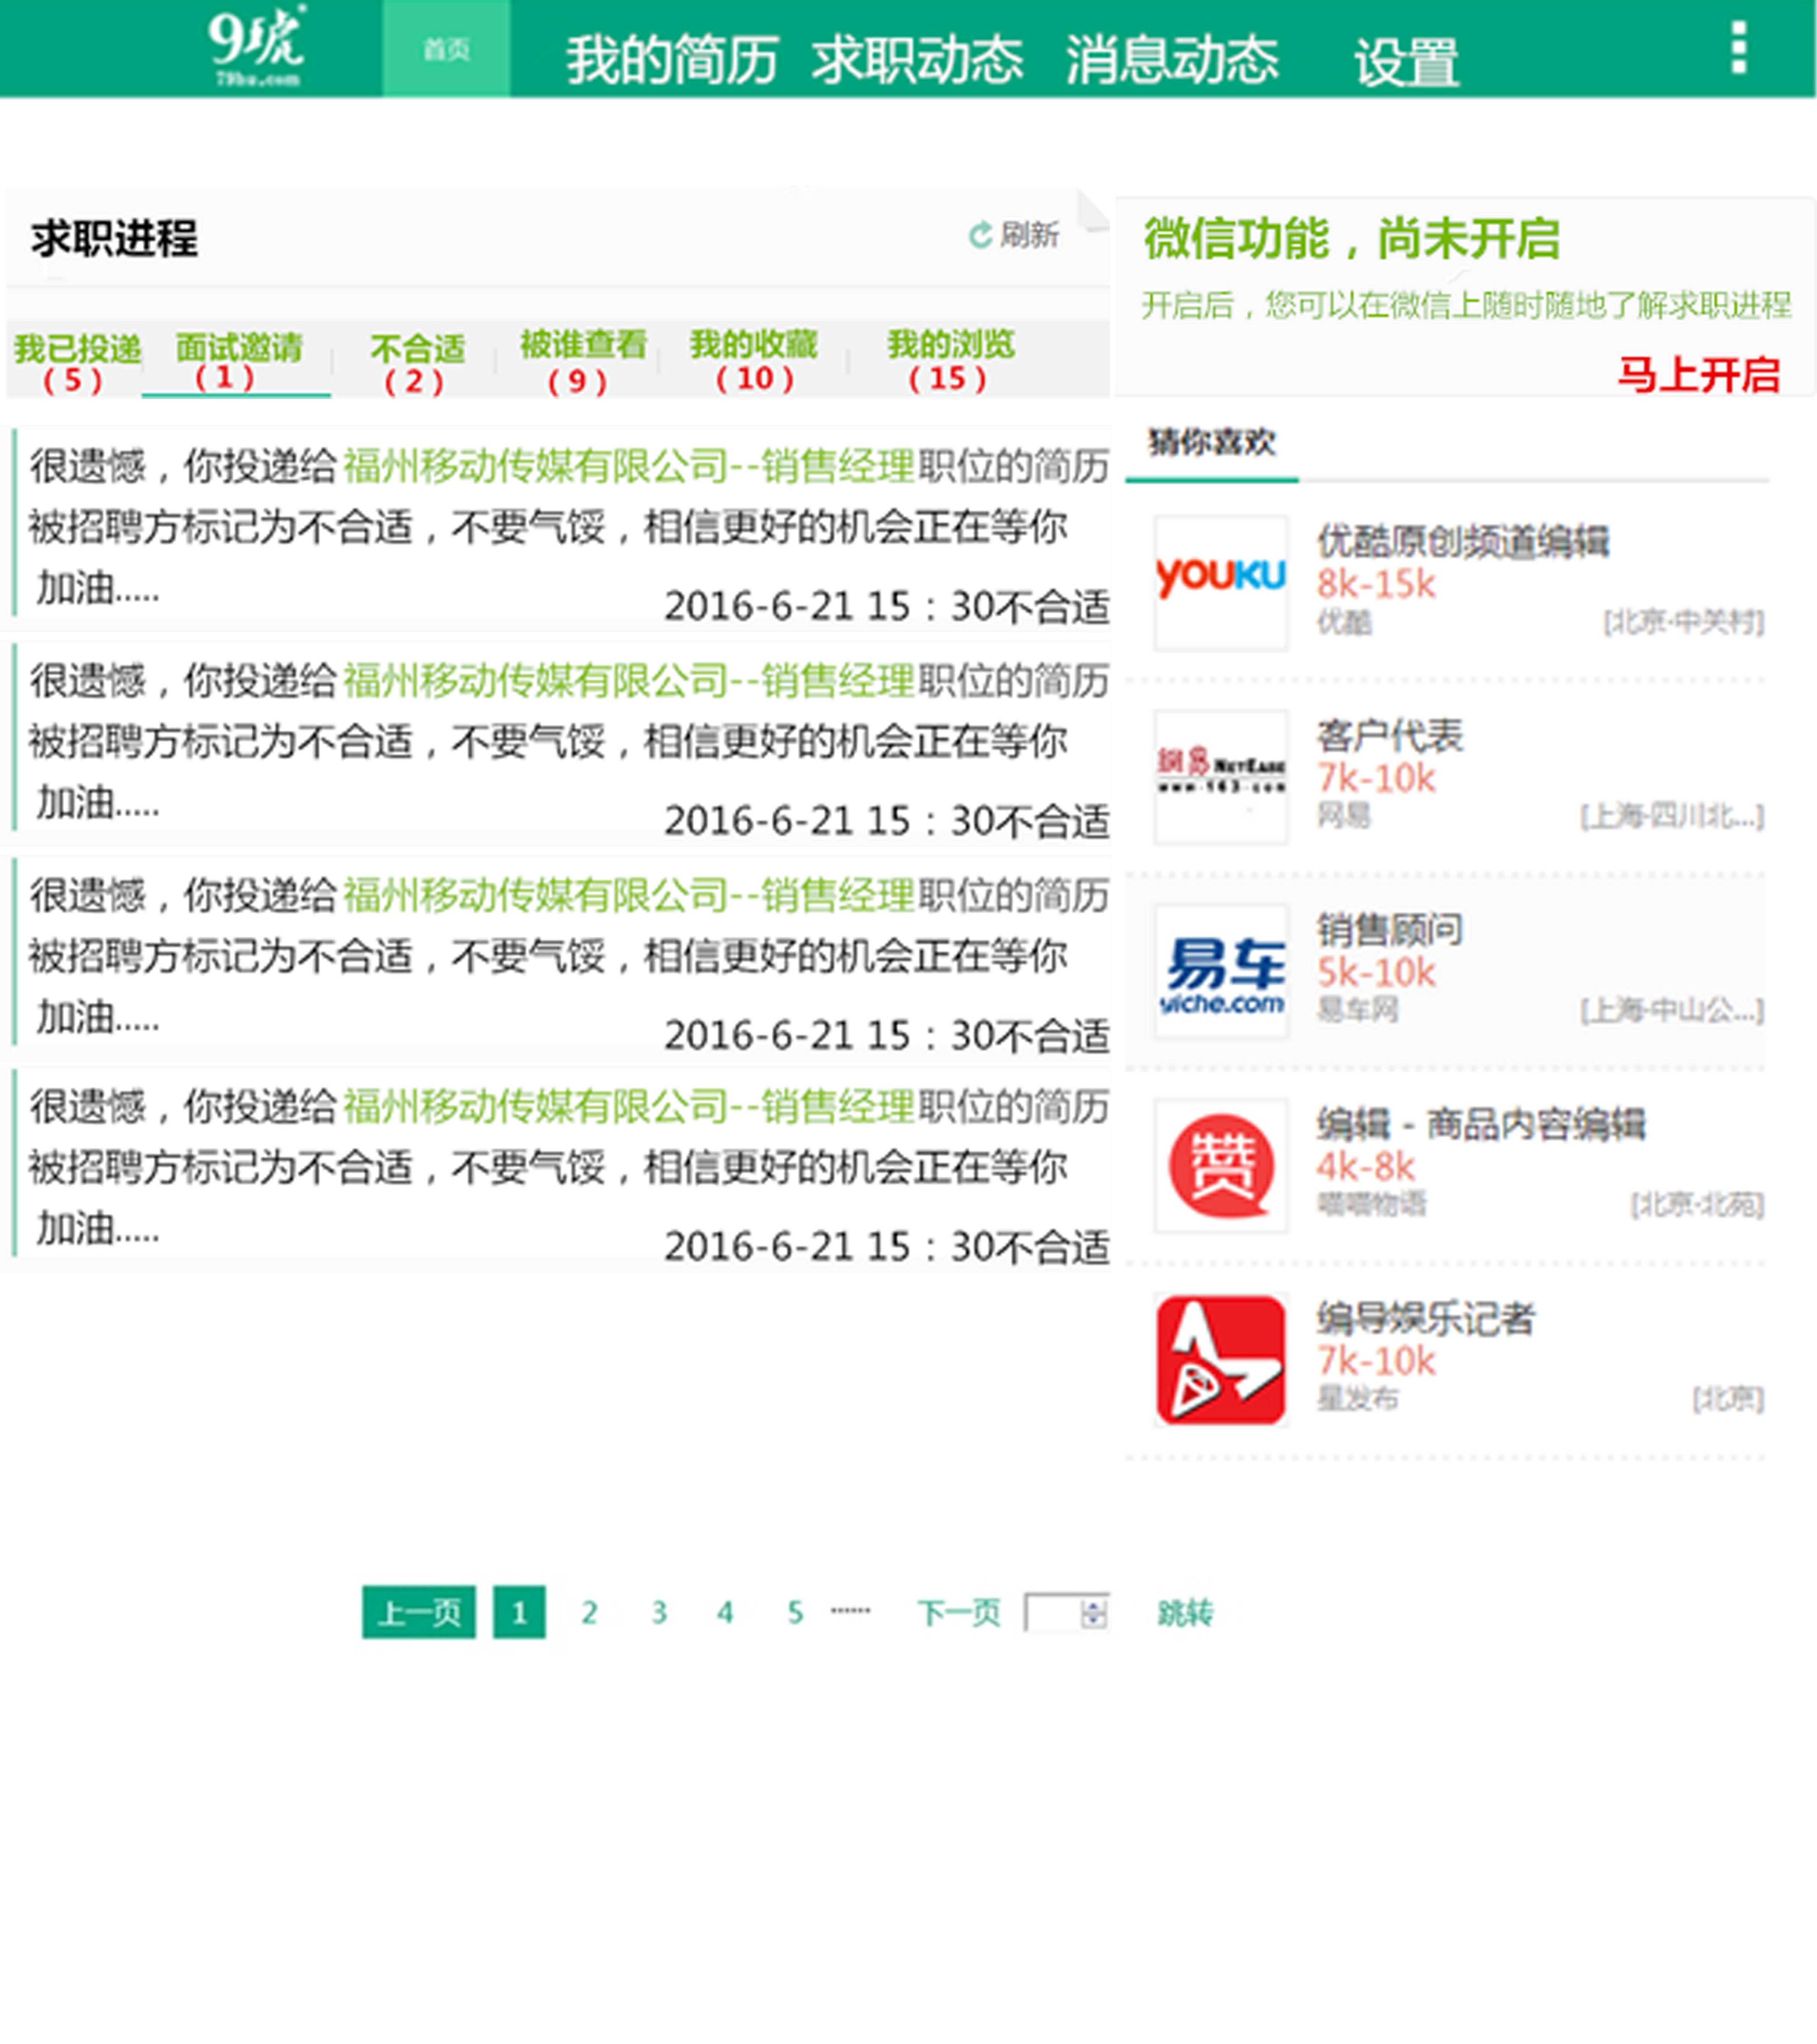 9虎
79hu.com
首页
我的简历 求职动态 消息动态 设置
求职进程
刷新
我已投递 面试邀请 不合适 被谁查看 我的收藏 我的浏览
（5） （1） （2） （9） （10） （15）
很遗憾，你投递给福州移动传媒有限公司--销售经理职位的简历
被招聘方标记为不合适，不要气馁，相信更好的机会正在等你
加油.....
2016-6-21 15：30不合适
很遗憾，你投递给福州移动传媒有限公司--销售经理职位的简历
被招聘方标记为不合适，不要气馁，相信更好的机会正在等你
加油.....
2016-6-21 15：30不合适
很遗憾，你投递给福州移动传媒有限公司--销售经理职位的简历
被招聘方标记为不合适，不要气馁，相信更好的机会正在等你
加油.....
2016-6-21 15：30不合适
很遗憾，你投递给福州移动传媒有限公司--销售经理职位的简历
被招聘方标记为不合适，不要气馁，相信更好的机会正在等你
加油.....
2016-6-21 15：30不合适
微信功能，尚未开启
开启后，您可以在微信上随时随地了解求职进程
马上开启
猜你喜欢
YOUKU
优酷原创频道编辑
8k-15k
优酷 [北京·中关村]
網易 NetEase
www.163.com
客户代表
7k-10k
网易 [上海·四川北...]
易车
yiche.com
销售顾问
5k-10k
易车网 [上海·中山公...]
赞
编辑 - 商品内容编辑
4k-8k
喵喵物语 [北京·北苑]
编导娱乐记者
7k-10k
星发布 [北京]
上一页 1 2 3 4 5 ...... 下一页 跳转